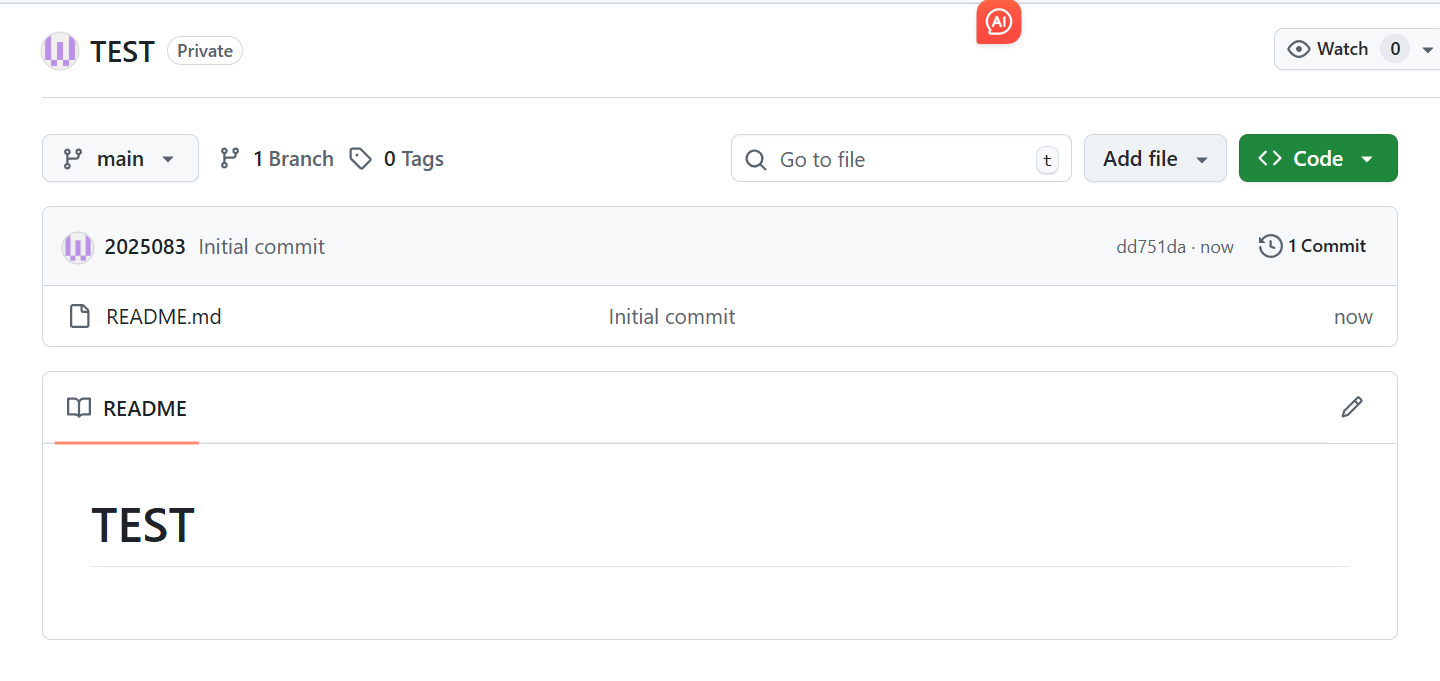 AI
TEST Private Watch 0
main 1 Branch 0 Tags Go to file t Add file Code
2025083 Initial commit dd751da · now 1 Commit
README.md Initial commit now
README
TEST